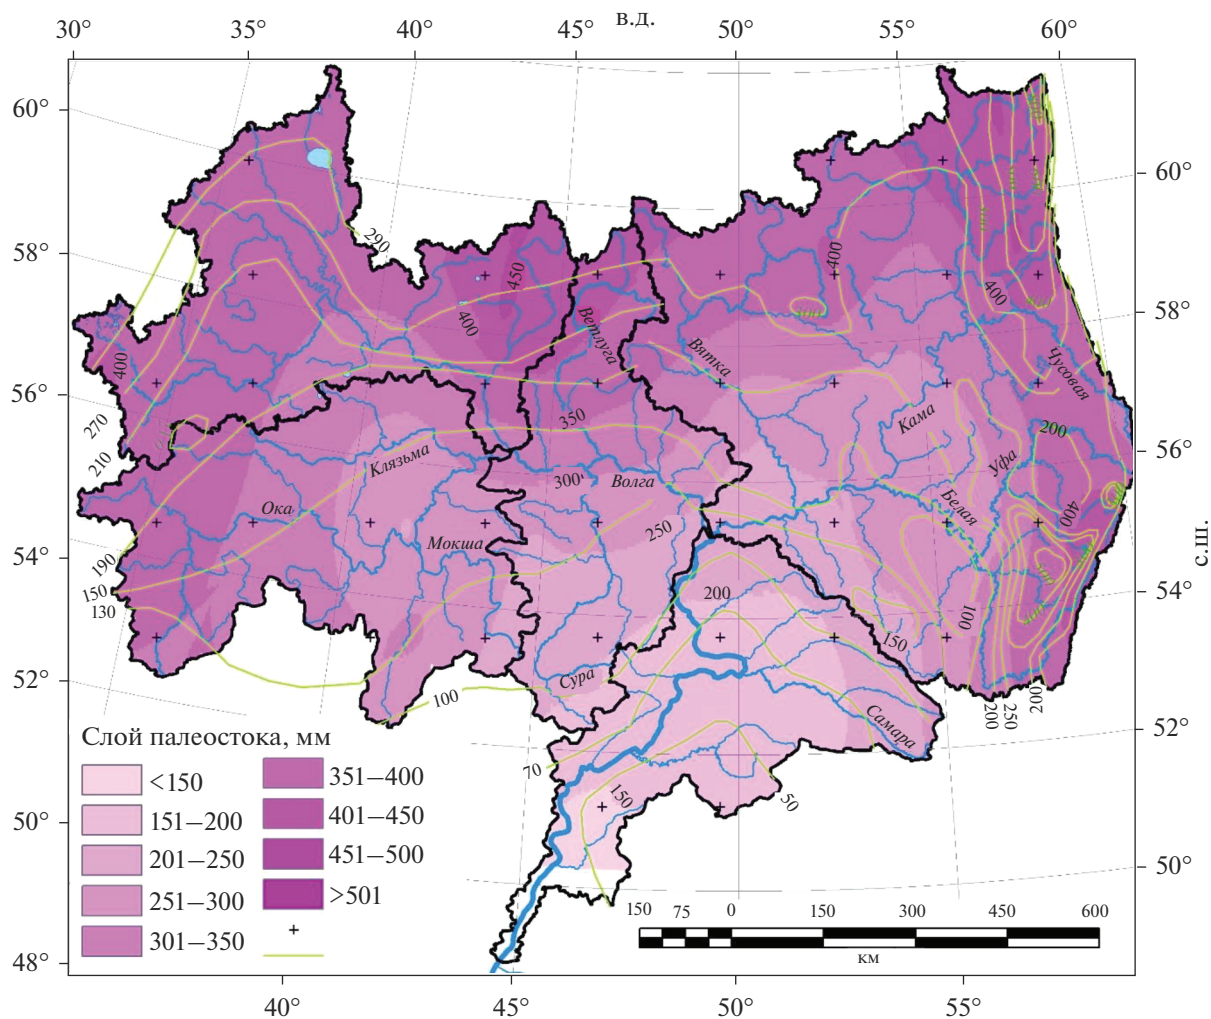 в.д.
30° 35° 40° 45° 50° 55° 60°
60°
58°
56°
54°
52°
50°
48°
60°
58°
56°
54°
52°
50°
с.ш.
290
450
400
400
400
400
Ветлуга
Вятка
Чусовая
270
210
350
Кама
200
Клязьма
300
Волга
Уфа
Белая
400
Ока
Мокша
250
190
150
130
200
100
150
Сура
100
200
250
200
Самара
70
150
50
Слой палеостока, мм
<150
151–200
201–250
251–300
301–350
351–400
401–450
451–500
>501
150 75 0 150 300 450 600
км
40° 45° 50° 55°